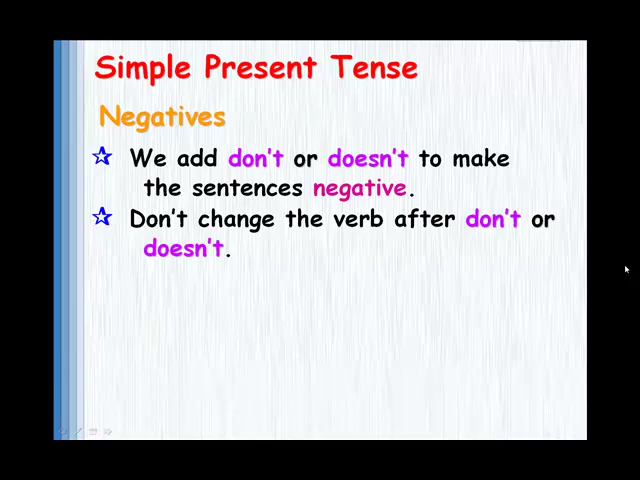 Simple Present Tense
Negatives
We add don't or doesn't to make
the sentences negative.
Don't change the verb after don't or
doesn't.